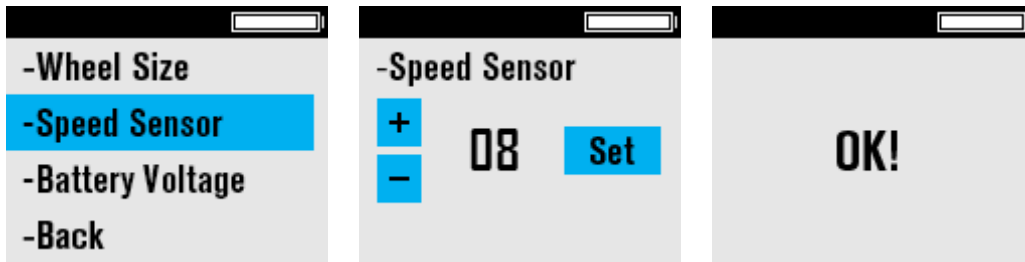 -Wheel Size
-Speed Sensor
-Battery Voltage
-Back
-Speed Sensor
+
08
Set
−
OK!